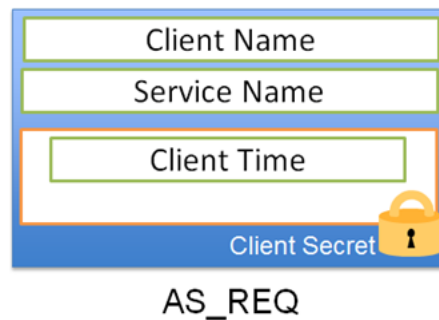 Client Name
Service Name
Client Time
Client Secret
AS_REQ